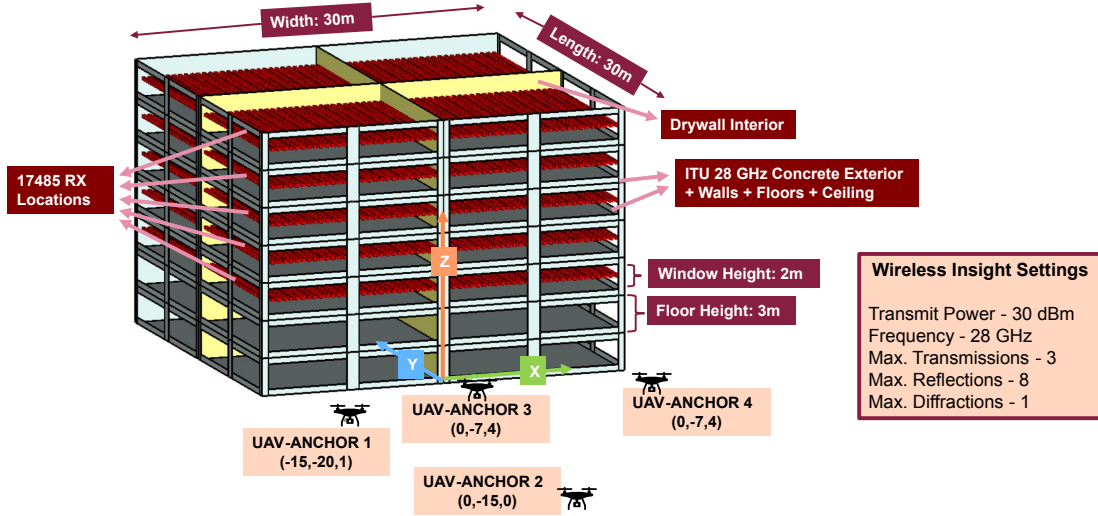 Width: 30m
Length: 30m
Drywall Interior
17485 RX
Locations
ITU 28 GHz Concrete Exterior
+ Walls + Floors + Ceiling
Z
Window Height: 2m
Floor Height: 3m
Y
X
Wireless Insight Settings
Transmit Power - 30 dBm
Frequency - 28 GHz
Max. Transmissions - 3
Max. Reflections - 8
Max. Diffractions - 1
UAV-ANCHOR 1
(-15,-20,1)
UAV-ANCHOR 3
(0,-7,4)
UAV-ANCHOR 4
(0,-7,4)
UAV-ANCHOR 2
(0,-15,0)